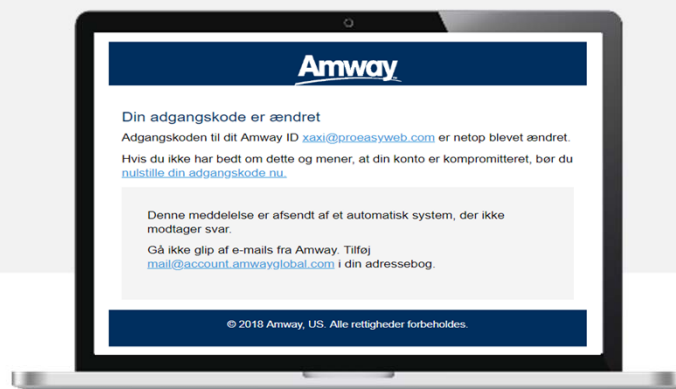 Amway
Din adgangskode er ændret
Adgangskoden til dit Amway ID xaxi@proeasyweb.com er netop blevet ændret.
Hvis du ikke har bedt om dette og mener, at din konto er kompromitteret, bør du
nulstille din adgangskode nu.
Denne meddelelse er afsendt af et automatisk system, der ikke
modtager svar.
Gå ikke glip af e-mails fra Amway. Tilføj
mail@account.amwayglobal.com i din adressebog.
© 2018 Amway, US. Alle rettigheder forbeholdes.